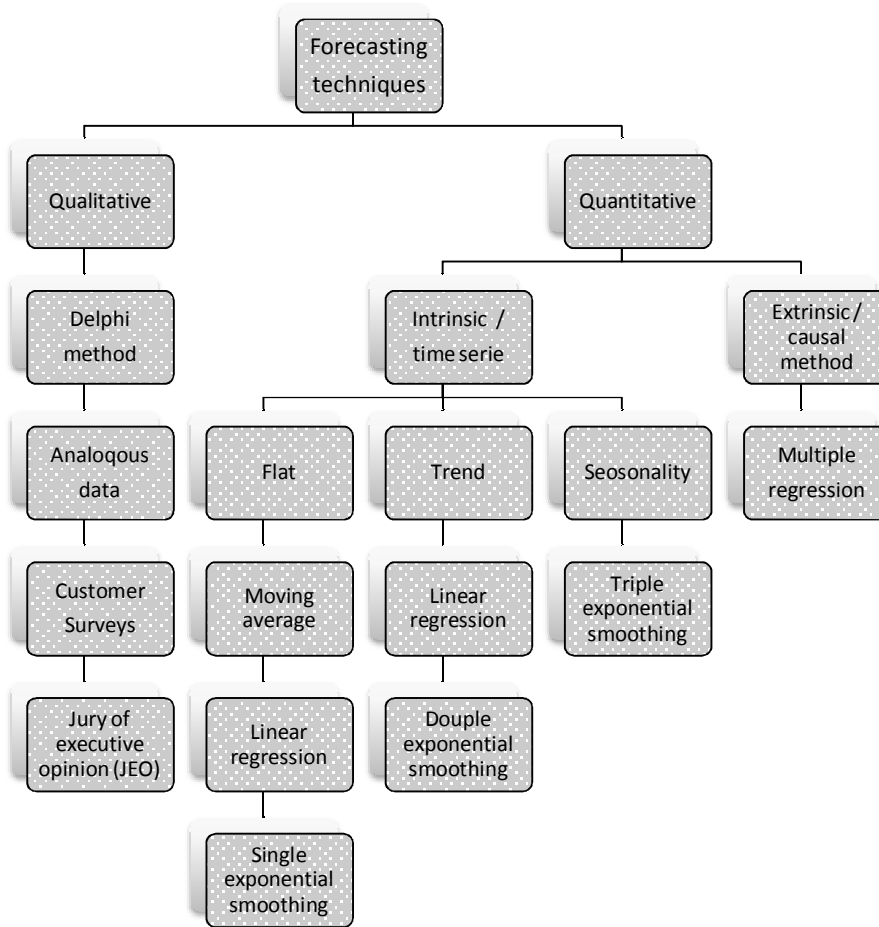 Forecasting
techniques
Qualitative
Quantitative
Delphi
method
Intrinsic /
time serie
Extrinsic /
causal
method
Analoqous
data
Flat
Trend
Seosonality
Multiple
regression
Customer
Surveys
Moving
average
Linear
regression
Triple
exponential
smoothing
Jury of
executive
opinion (JEO)
Linear
regression
Douple
exponential
smoothing
Single
exponential
smoothing